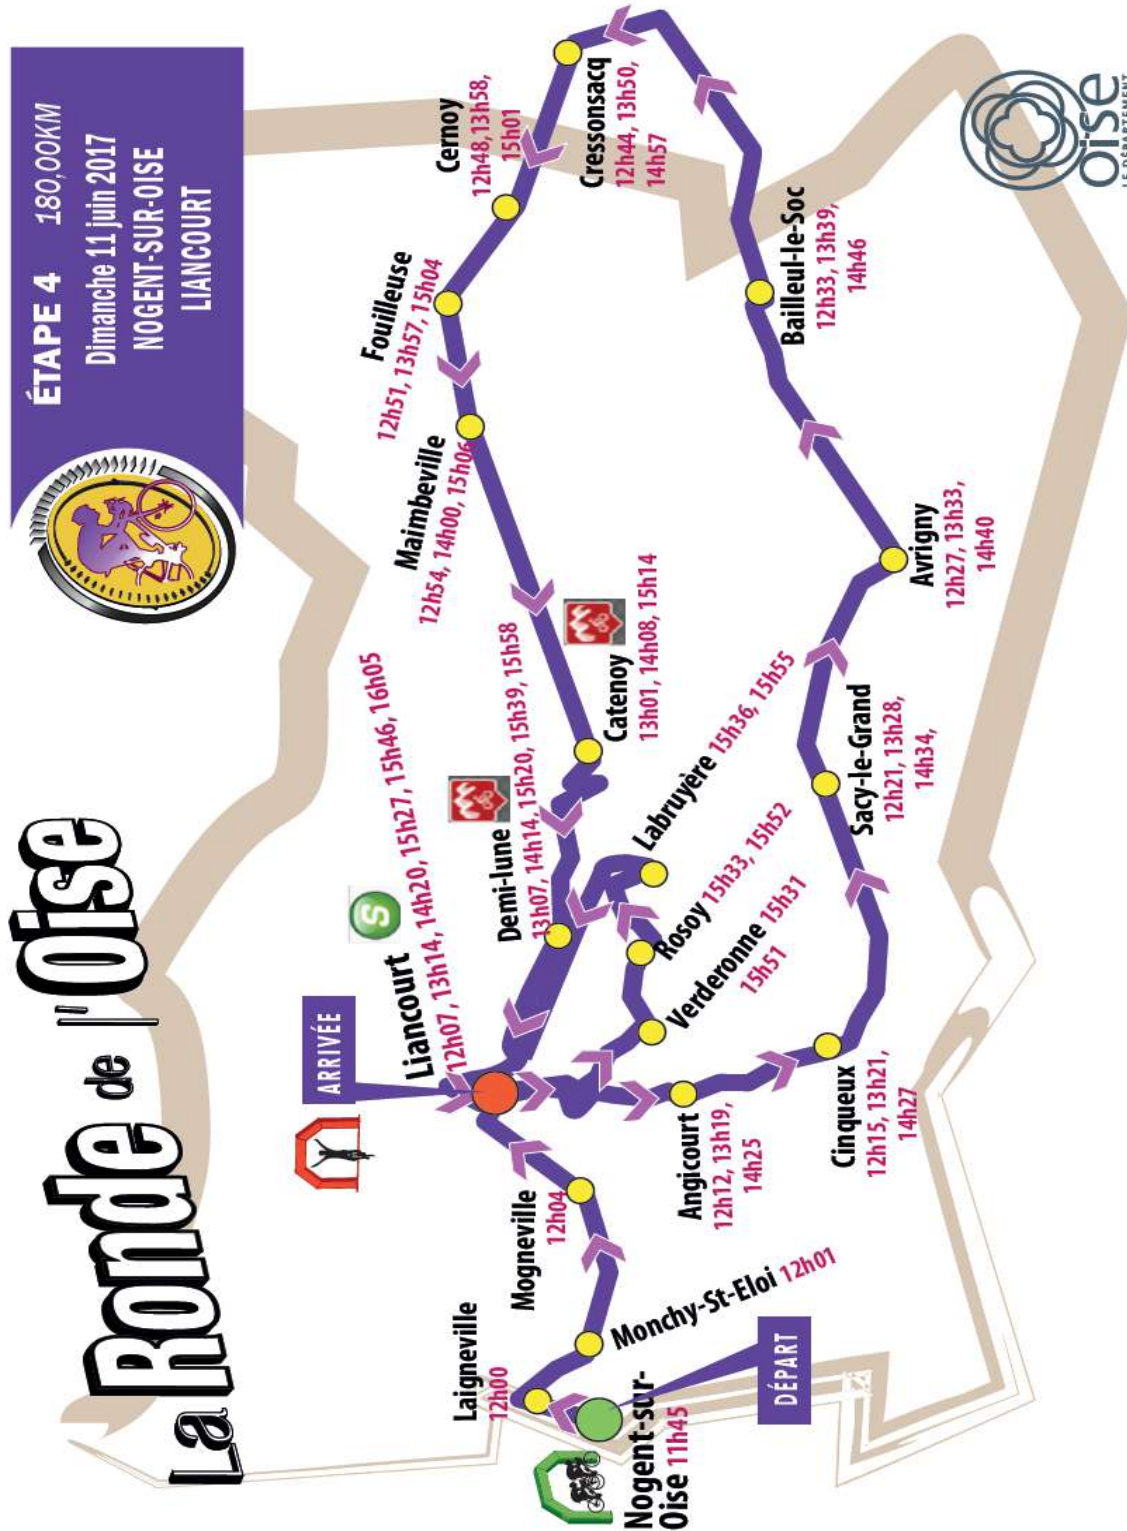 La Ronde de l'Oise
ÉTAPE 4 180,00KM
Dimanche 11 juin 2017
NOGENT-SUR-OISE
LIANCOURT
ARRIVÉE
S
Liancourt
12h07, 13h14, 14h20, 15h27, 15h46, 16h05
Laigneville
12h00
Mogneville
12h04
Monchy-St-Eloi 12h01
Nogent-sur-
Oise 11h45
DÉPART
Angicourt
12h12, 13h19,
14h25
Cinqueux
12h15, 13h21,
14h27
Verderonne 15h31
15h51
Rosoy 15h33, 15h52
Labruyère 15h36, 15h55
Demi-lune
13h07, 14h14, 15h20, 15h39, 15h58
Catenoy
13h01, 14h08, 15h14
Maimbeville
12h54, 14h00, 15h06
Fouilleuse
12h51, 13h57, 15h04
Cernoy
12h48,13h58,
15h01
Cressonsacq
12h44, 13h50,
14h57
Bailleul-le-Soc
12h33, 13h39,
14h46
Avrigny
12h27, 13h33,
14h40
Sacy-le-Grand
12h21, 13h28,
14h34,
oise
LE DÉPARTEMENT